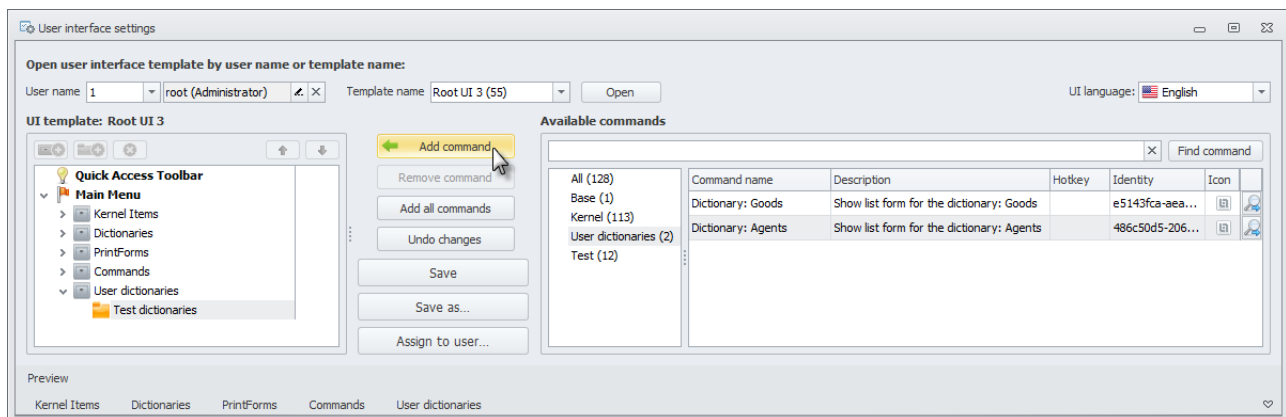 User interface settings
Open user interface template by user name or template name:
User name 1 root (Administrator) Template name Root UI 3 (55) Open UI language: English
UI template: Root UI 3
Quick Access Toolbar
Main Menu
Kernel Items
Dictionaries
PrintForms
Commands
User dictionaries
Test dictionaries
Add command
Remove command
Add all commands
Undo changes
Save
Save as...
Assign to user...
Available commands
Find command
All (128)
Base (1)
Kernel (113)
User dictionaries (2)
Test (12)
Command name Description Hotkey Identity Icon
Dictionary: Goods Show list form for the dictionary: Goods e5143fca-aea...
Dictionary: Agents Show list form for the dictionary: Agents 486c50d5-206...
Preview
Kernel Items Dictionaries PrintForms Commands User dictionaries